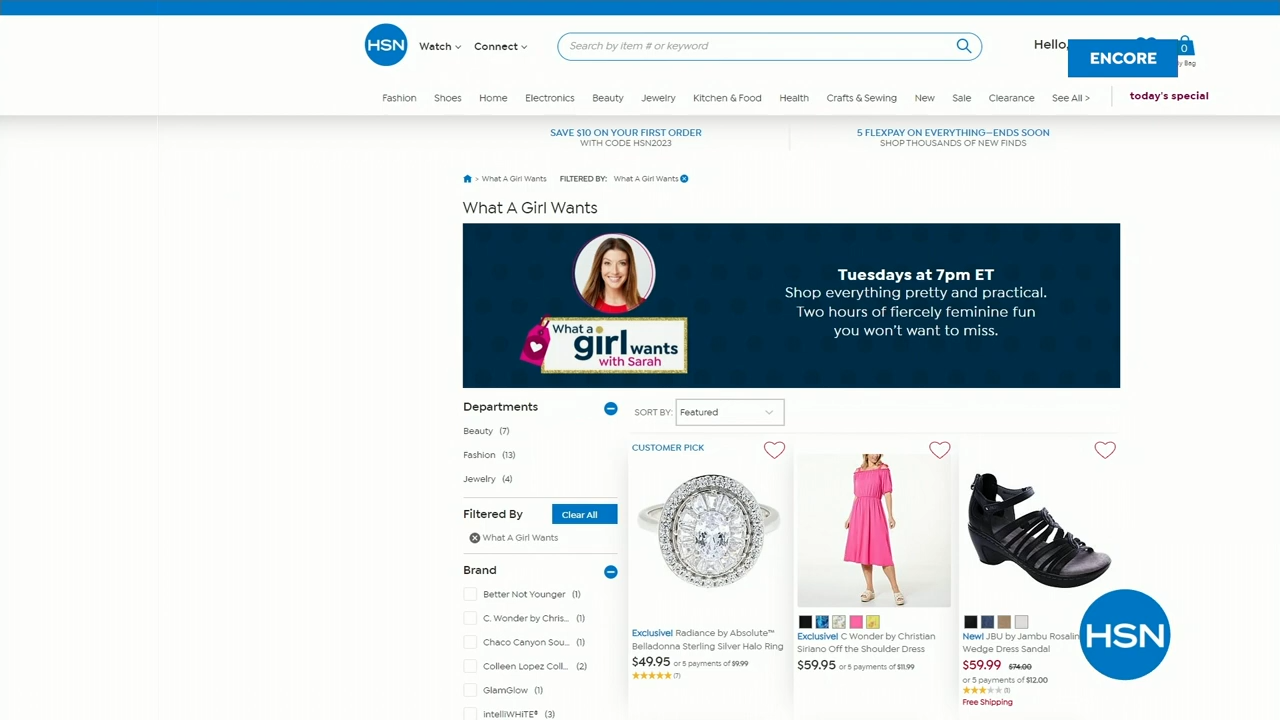 HSN
Watch
Connect
Search by item # or keyword
Hello,
ENCORE
0
Bag
Fashion
Shoes
Home
Electronics
Beauty
Jewelry
Kitchen & Food
Health
Crafts & Sewing
New
Sale
Clearance
See All >
today's special
SAVE $10 ON YOUR FIRST ORDER
WITH CODE HSN2023
5 FLEXPAY ON EVERYTHING—ENDS SOON
SHOP THOUSANDS OF NEW FINDS
> What A Girl Wants
FILTERED BY: What A Girl Wants
What A Girl Wants
What a
girl wants
with Sarah
Tuesdays at 7pm ET
Shop everything pretty and practical.
Two hours of fiercely feminine fun
you won't want to miss.
Departments
Beauty (7)
Fashion (13)
Jewelry (4)
Filtered By
Clear All
What A Girl Wants
Brand
Better Not Younger (1)
C. Wonder by Chris... (1)
Chaco Canyon Sou... (1)
Colleen Lopez Coll... (2)
GlamGlow (1)
intelliWHiTE® (3)
SORT BY: Featured
CUSTOMER PICK
Exclusive! Radiance by Absolute™
Belladonna Sterling Silver Halo Ring
$49.95 or 5 payments of $9.99
(7)
Exclusive! C Wonder by Christian
Siriano Off the Shoulder Dress
$59.95 or 5 payments of $11.99
New! JBU by Jambu Rosalin
Wedge Dress Sandal
$59.99 $74.00
or 5 payments of $12.00
Free Shipping
HSN